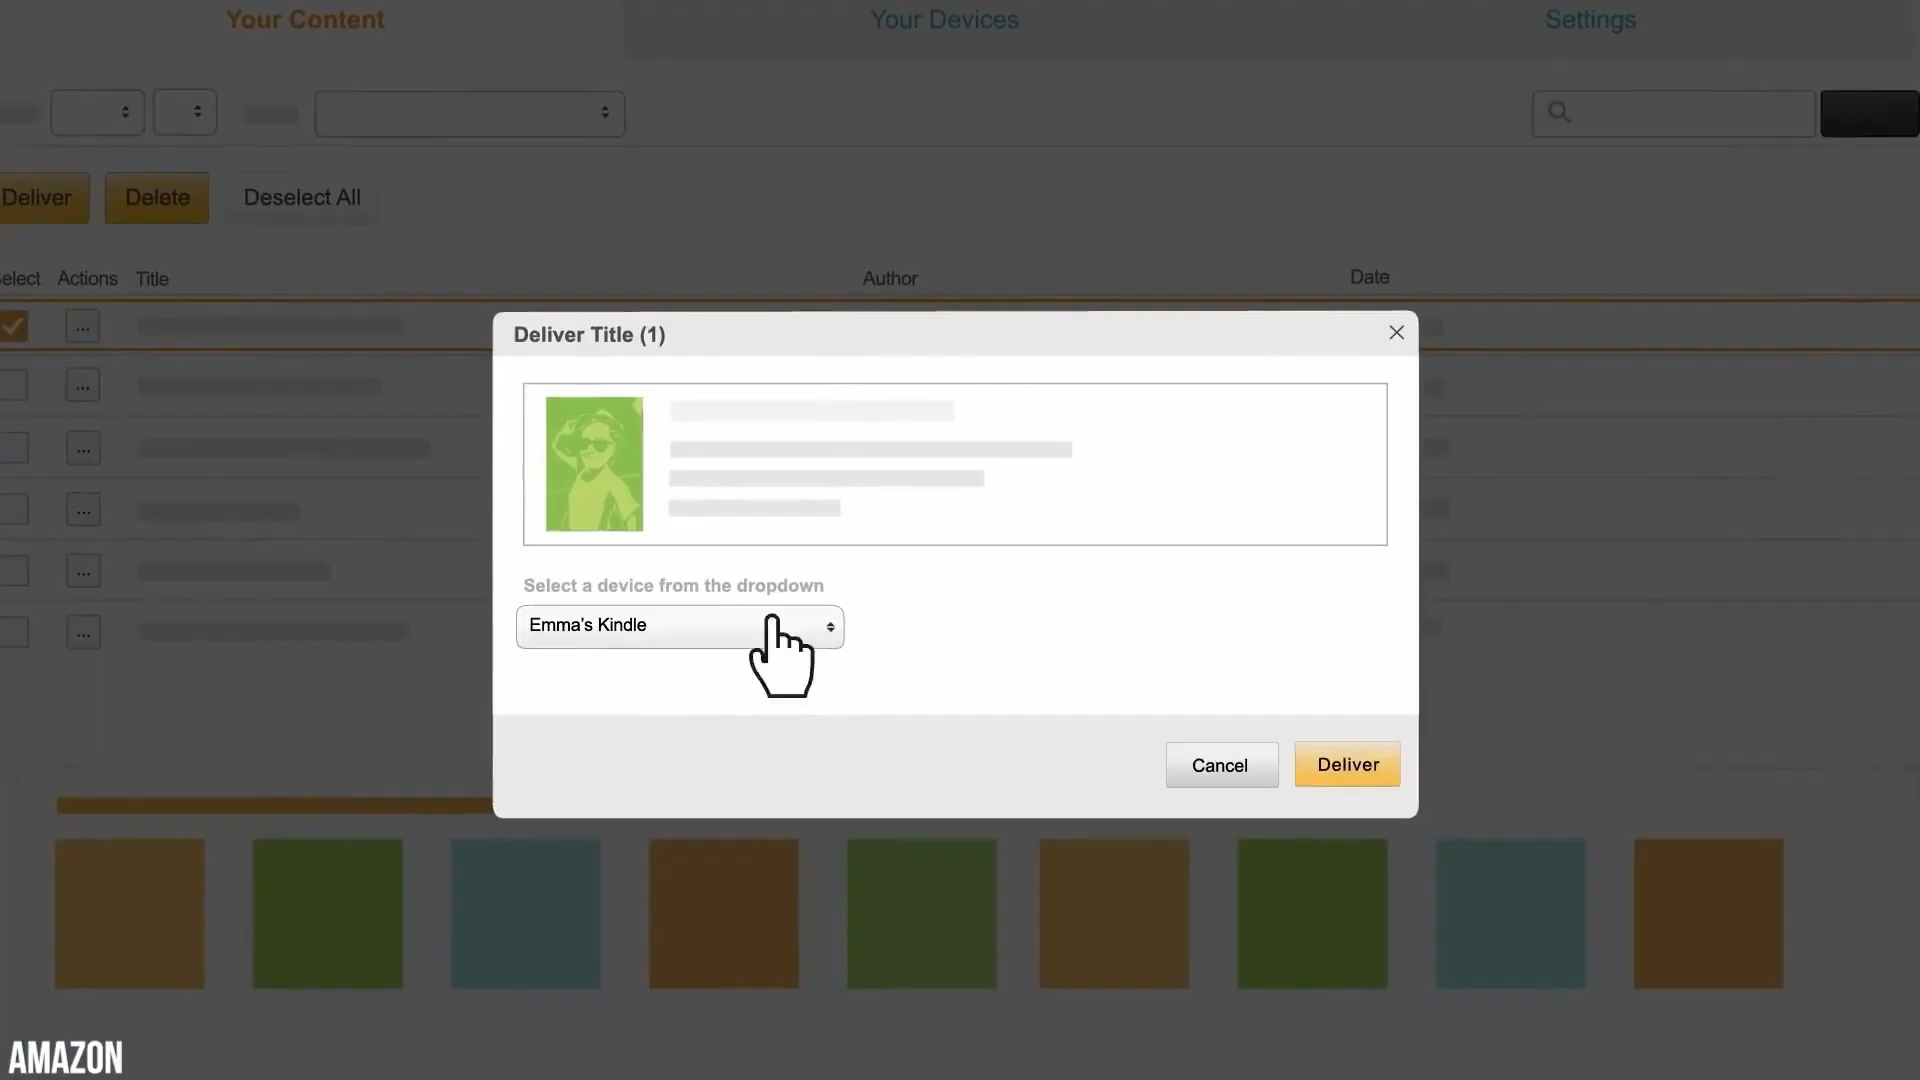 Your Content
Your Devices
Settings
Deliver
Delete
Deselect All
elect
Actions
Title
Author
Date
Deliver Title (1)
Select a device from the dropdown
Emma's Kindle
Cancel
Deliver
AMAZON